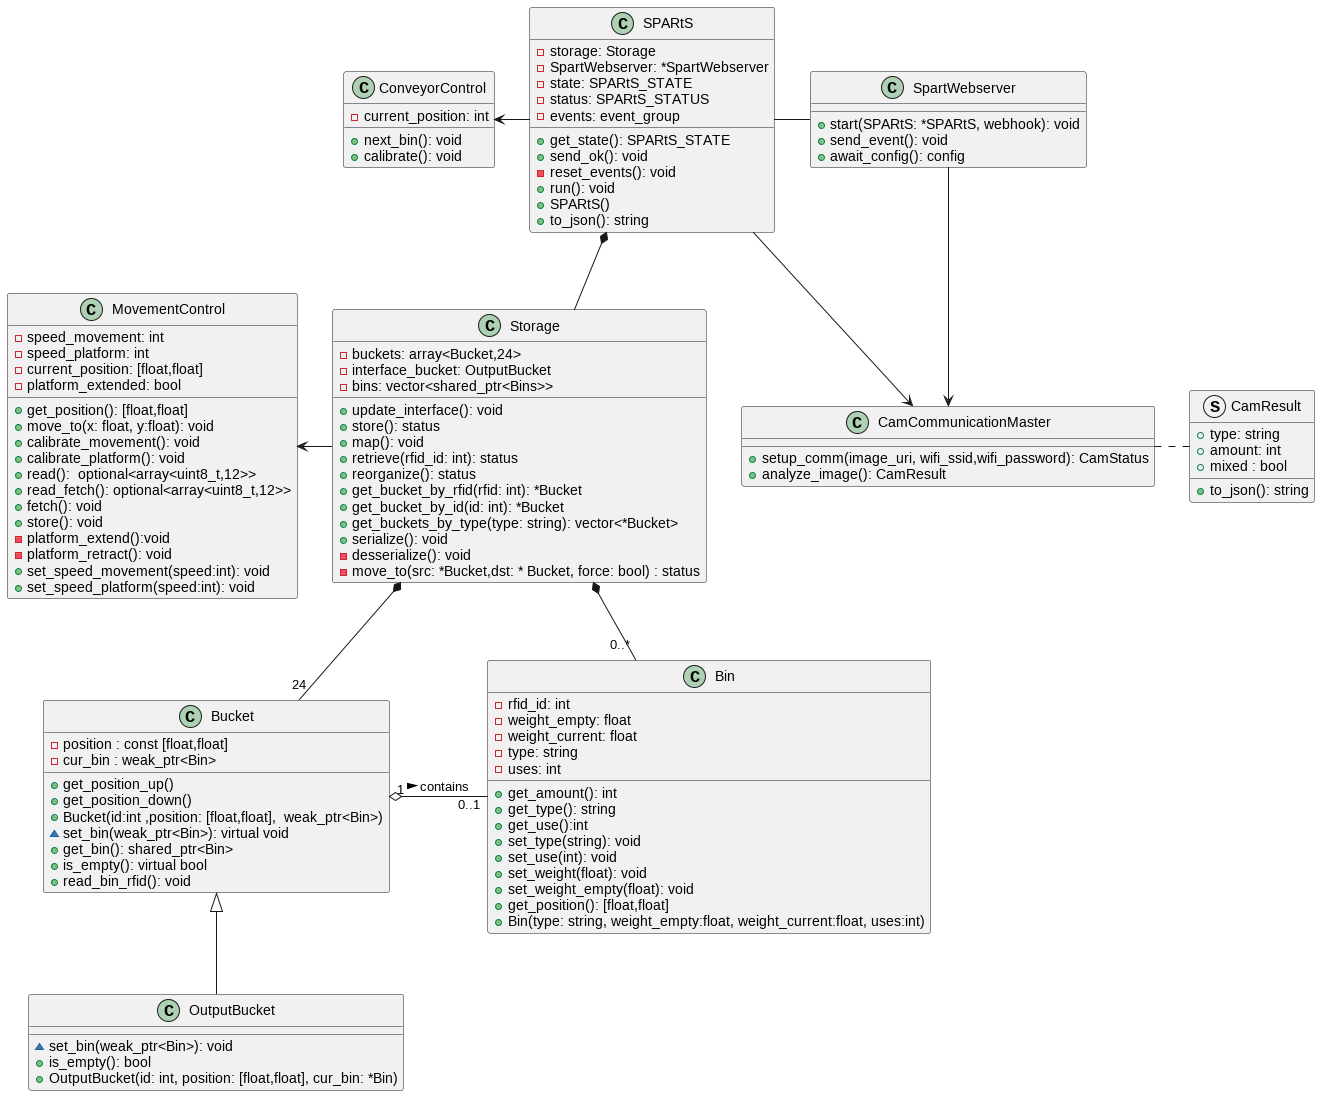 C SPARtS
storage: Storage
SpartWebserver: *SpartWebserver
state: SPARtS_STATE
status: SPARtS_STATUS
events: event_group
get_state(): SPARtS_STATE
send_ok(): void
reset_events(): void
run(): void
SPARtS()
to_json(): string
C ConveyorControl
current_position: int
next_bin(): void
calibrate(): void
C SpartWebserver
start(SPARtS: *SPARtS, webhook): void
send_event(): void
await_config(): config
C MovementControl
speed_movement: int
speed_platform: int
current_position: [float,float]
platform_extended: bool
get_position(): [float,float]
move_to(x: float, y:float): void
calibrate_movement(): void
calibrate_platform(): void
read():  optional<array<uint8_t,12>>
read_fetch(): optional<array<uint8_t,12>>
fetch(): void
store(): void
platform_extend():void
platform_retract(): void
set_speed_movement(speed:int): void
set_speed_platform(speed:int): void
C Storage
buckets: array<Bucket,24>
interface_bucket: OutputBucket
bins: vector<shared_ptr<Bins>>
update_interface(): void
store(): status
map(): void
retrieve(rfid_id: int): status
reorganize(): status
get_bucket_by_rfid(rfid: int): *Bucket
get_bucket_by_id(id: int): *Bucket
get_buckets_by_type(type: string): vector<*Bucket>
serialize(): void
desserialize(): void
move_to(src: *Bucket,dst: * Bucket, force: bool) : status
C CamCommunicationMaster
setup_comm(image_uri, wifi_ssid,wifi_password): CamStatus
analyze_image(): CamResult
S CamResult
type: string
amount: int
mixed : bool
to_json(): string
24
0..*
C Bucket
position : const [float,float]
cur_bin : weak_ptr<Bin>
get_position_up()
get_position_down()
Bucket(id:int ,position: [float,float],  weak_ptr<Bin>)
set_bin(weak_ptr<Bin>): virtual void
get_bin(): shared_ptr<Bin>
is_empty(): virtual bool
read_bin_rfid(): void
1
contains
0..1
C Bin
rfid_id: int
weight_empty: float
weight_current: float
type: string
uses: int
get_amount(): int
get_type(): string
get_use():int
set_type(string): void
set_use(int): void
set_weight(float): void
set_weight_empty(float): void
get_position(): [float,float]
Bin(type: string, weight_empty:float, weight_current:float, uses:int)
C OutputBucket
set_bin(weak_ptr<Bin>): void
is_empty(): bool
OutputBucket(id: int, position: [float,float], cur_bin: *Bin)